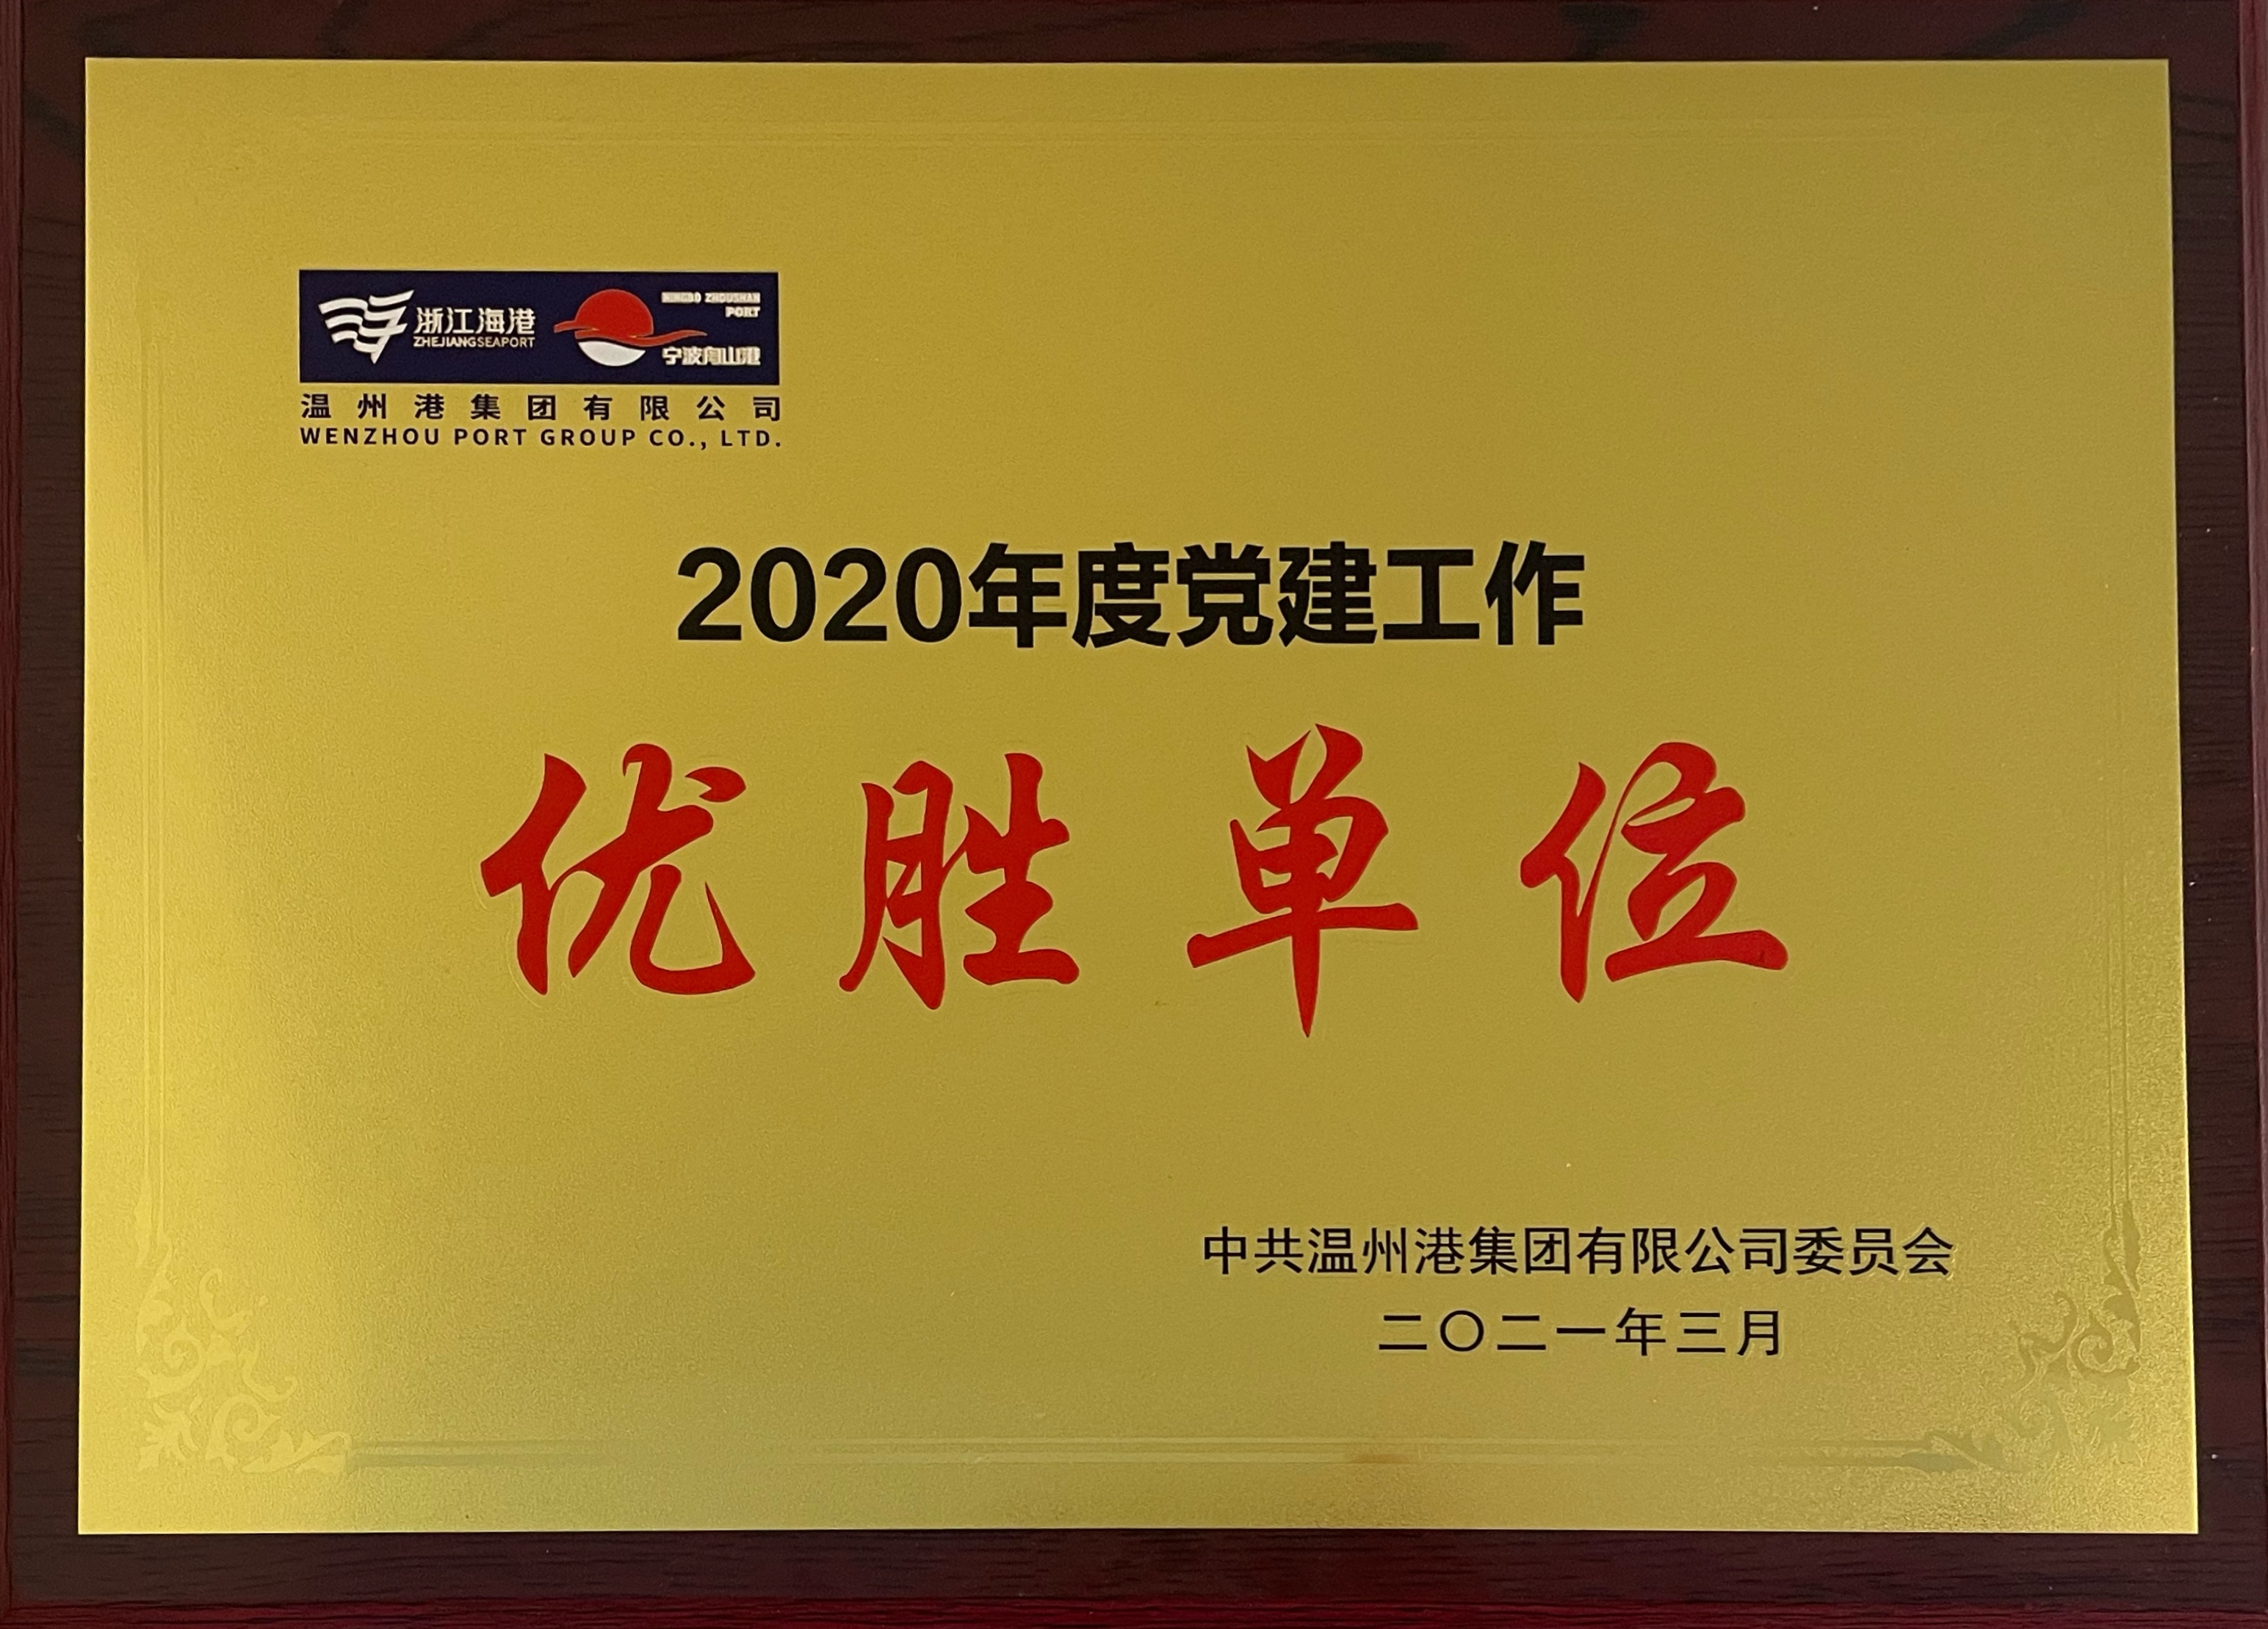 浙江海港
ZHEJIANG SEAPORT
NINGBO ZHOUSHAN
PORT
宁波舟山港
温州港集团有限公司
WENZHOU PORT GROUP CO., LTD.
2020年度党建工作
优胜单位
中共温州港集团有限公司委员会
二〇二一年三月